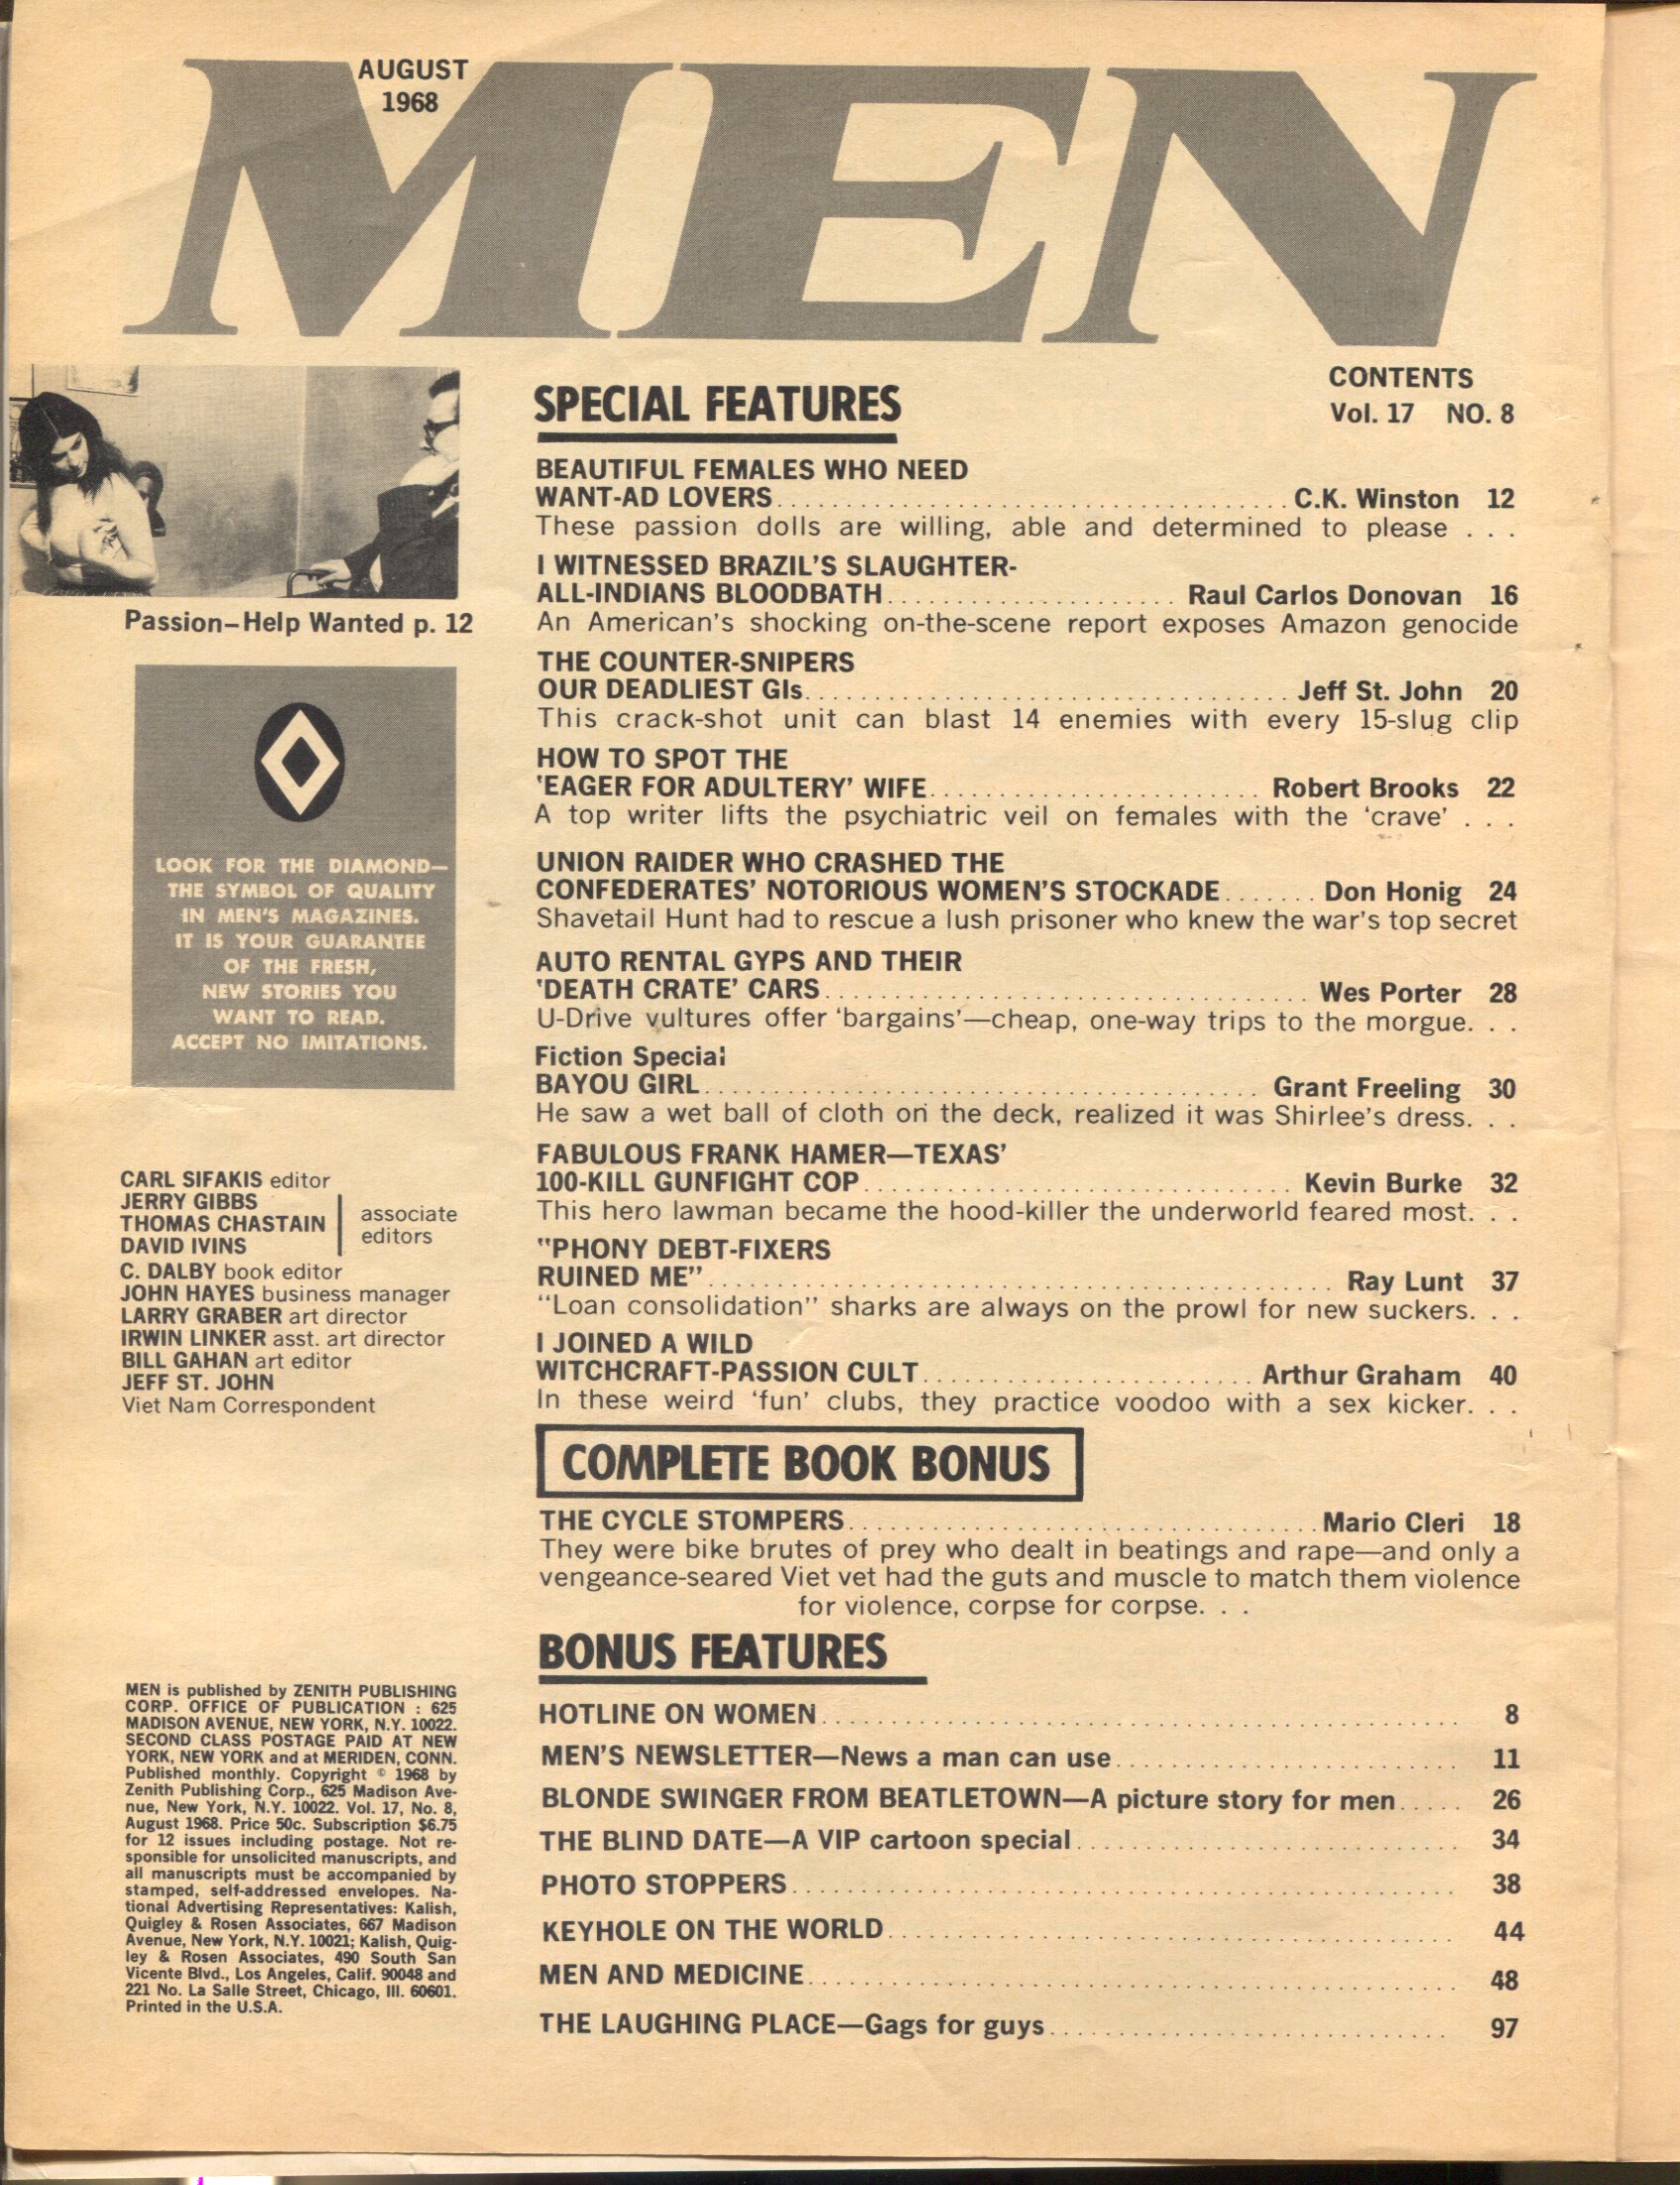 AUGUST
1968
MEN
CONTENTS
Vol. 17 NO. 8
Passion–Help Wanted p. 12
LOOK FOR THE DIAMOND—
THE SYMBOL OF QUALITY
IN MEN'S MAGAZINES.
IT IS YOUR GUARANTEE
OF THE FRESH,
NEW STORIES YOU
WANT TO READ.
ACCEPT NO IMITATIONS.
CARL SIFAKIS editor
JERRY GIBBS
THOMAS CHASTAIN
DAVID IVINS
associate
editors
C. DALBY book editor
JOHN HAYES business manager
LARRY GRABER art director
IRWIN LINKER asst. art director
BILL GAHAN art editor
JEFF ST. JOHN
Viet Nam Correspondent
MEN is published by ZENITH PUBLISHING
CORP. OFFICE OF PUBLICATION : 625
MADISON AVENUE, NEW YORK, N.Y. 10022.
SECOND CLASS POSTAGE PAID AT NEW
YORK, NEW YORK and at MERIDEN, CONN.
Published monthly. Copyright © 1968 by
Zenith Publishing Corp., 625 Madison Ave-
nue, New York, N.Y. 10022. Vol. 17, No. 8,
August 1968. Price 50c. Subscription $6.75
for 12 issues including postage. Not re-
sponsible for unsolicited manuscripts, and
all manuscripts must be accompanied by
stamped, self-addressed envelopes. Na-
tional Advertising Representatives: Kalish,
Quigley & Rosen Associates, 667 Madison
Avenue, New York, N.Y. 10021; Kalish, Quig-
ley & Rosen Associates, 490 South San
Vicente Blvd., Los Angeles, Calif. 90048 and
221 No. La Salle Street, Chicago, Ill. 60601.
Printed in the U.S.A.
SPECIAL FEATURES
BEAUTIFUL FEMALES WHO NEED
WANT-AD LOVERS C.K. Winston 12
These passion dolls are willing, able and determined to please . . .
I WITNESSED BRAZIL'S SLAUGHTER-
ALL-INDIANS BLOODBATH Raul Carlos Donovan 16
An American's shocking on-the-scene report exposes Amazon genocide
THE COUNTER-SNIPERS
OUR DEADLIEST GIs Jeff St. John 20
This crack-shot unit can blast 14 enemies with every 15-slug clip
HOW TO SPOT THE
'EAGER FOR ADULTERY' WIFE Robert Brooks 22
A top writer lifts the psychiatric veil on females with the 'crave' . . .
UNION RAIDER WHO CRASHED THE
CONFEDERATES' NOTORIOUS WOMEN'S STOCKADE Don Honig 24
Shavetail Hunt had to rescue a lush prisoner who knew the war's top secret
AUTO RENTAL GYPS AND THEIR
'DEATH CRATE' CARS Wes Porter 28
U-Drive vultures offer 'bargains'—cheap, one-way trips to the morgue. . .
Fiction Special
BAYOU GIRL Grant Freeling 30
He saw a wet ball of cloth on the deck, realized it was Shirlee's dress. . .
FABULOUS FRANK HAMER—TEXAS'
100-KILL GUNFIGHT COP Kevin Burke 32
This hero lawman became the hood-killer the underworld feared most. . .
"PHONY DEBT-FIXERS
RUINED ME" Ray Lunt 37
"Loan consolidation" sharks are always on the prowl for new suckers. . .
I JOINED A WILD
WITCHCRAFT-PASSION CULT Arthur Graham 40
In these weird 'fun' clubs, they practice voodoo with a sex kicker. . .
COMPLETE BOOK BONUS
THE CYCLE STOMPERS Mario Cleri 18
They were bike brutes of prey who dealt in beatings and rape—and only a
vengeance-seared Viet vet had the guts and muscle to match them violence
for violence, corpse for corpse. . .
BONUS FEATURES
HOTLINE ON WOMEN 8
MEN'S NEWSLETTER—News a man can use 11
BLONDE SWINGER FROM BEATLETOWN—A picture story for men 26
THE BLIND DATE—A VIP cartoon special 34
PHOTO STOPPERS 38
KEYHOLE ON THE WORLD 44
MEN AND MEDICINE 48
THE LAUGHING PLACE—Gags for guys 97